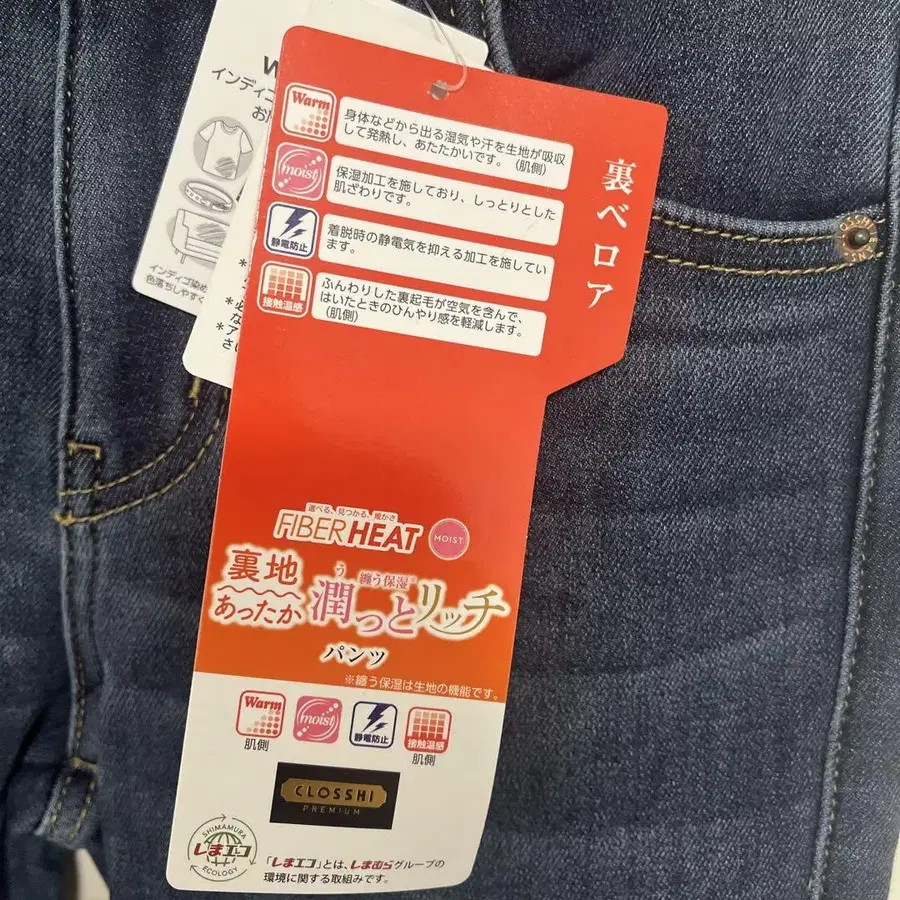 インディゴ
お
インディゴ染め
色落ちしやすく
裏ベロア
Warm
身体などから出る湿気や汗を生地が吸収
して発熱し、あたたかいです。(肌側)
moist
保湿加工を施しており、しっとりとした
肌ざわりです。
静電防止
着脱時の静電気を抑える加工を施してい
ます。
接触温感
ふんわりした裏起毛が空気を含んで、
はいたときのひんやり感を軽減します。
(肌側)
選べる、見つかる、暖かさ
FIBER HEAT
MOIST
裏地
あったか
う 纏う保湿※
潤っとリッチ
パンツ
※纏う保湿は生地の機能です。
Warm
肌側
moist
静電防止
接触温感
肌側
CLOSSHI
PREMIUM
SHIMAMURA
しまエコ
ECOLOGY
「しまエコ」とは、しまむらグループの
環境に関する取組みです。